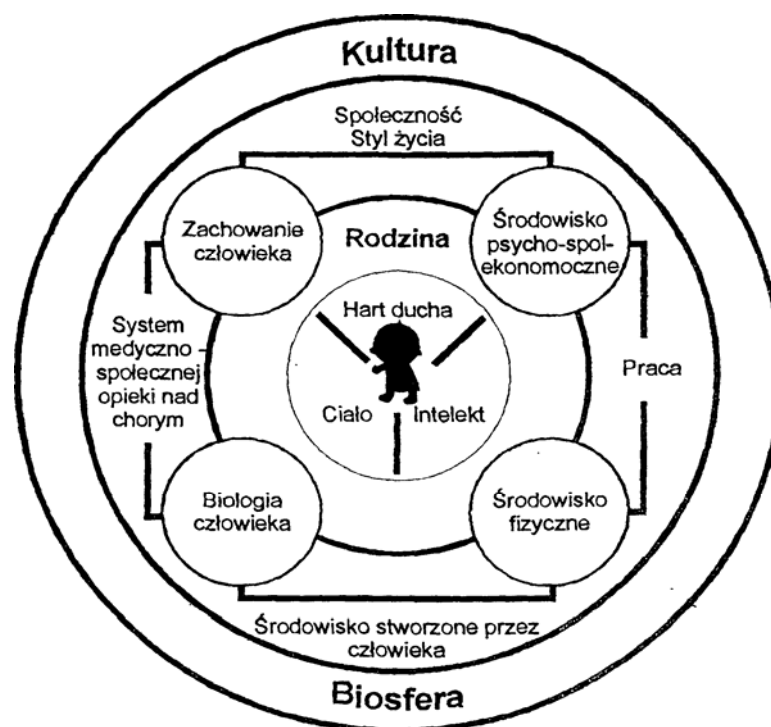 Kultura
Społeczność
Styl życia
Zachowanie
człowieka
Środowisko
psycho-spol-
ekonomoczne
Rodzina
Hart ducha
System
medyczno -
społecznej
opieki nad
chorym
Praca
Ciało
Intelekt
Biologia
człowieka
Środowisko
fizyczne
Środowisko stworzone przez
człowieka
Biosfera